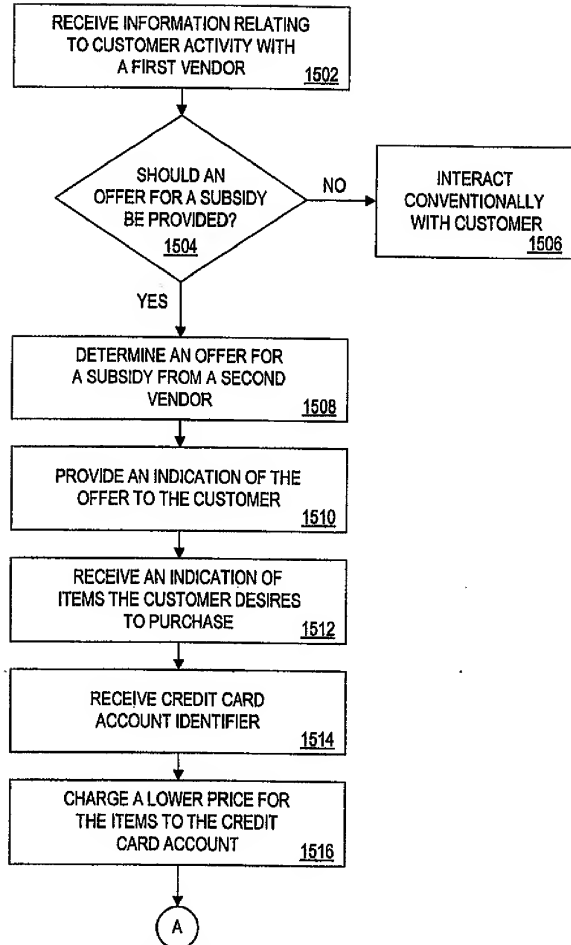 RECEIVE INFORMATION RELATING
TO CUSTOMER ACTIVITY WITH
A FIRST VENDOR
1502
SHOULD AN
OFFER FOR A SUBSIDY
BE PROVIDED?
1504
NO
INTERACT
CONVENTIONALLY
WITH CUSTOMER
1506
YES
DETERMINE AN OFFER FOR
A SUBSIDY FROM A SECOND
VENDOR
1508
PROVIDE AN INDICATION OF THE
OFFER TO THE CUSTOMER
1510
RECEIVE AN INDICATION OF
ITEMS THE CUSTOMER DESIRES
TO PURCHASE
1512
RECEIVE CREDIT CARD
ACCOUNT IDENTIFIER
1514
CHARGE A LOWER PRICE FOR
THE ITEMS TO THE CREDIT
CARD ACCOUNT
1516
A